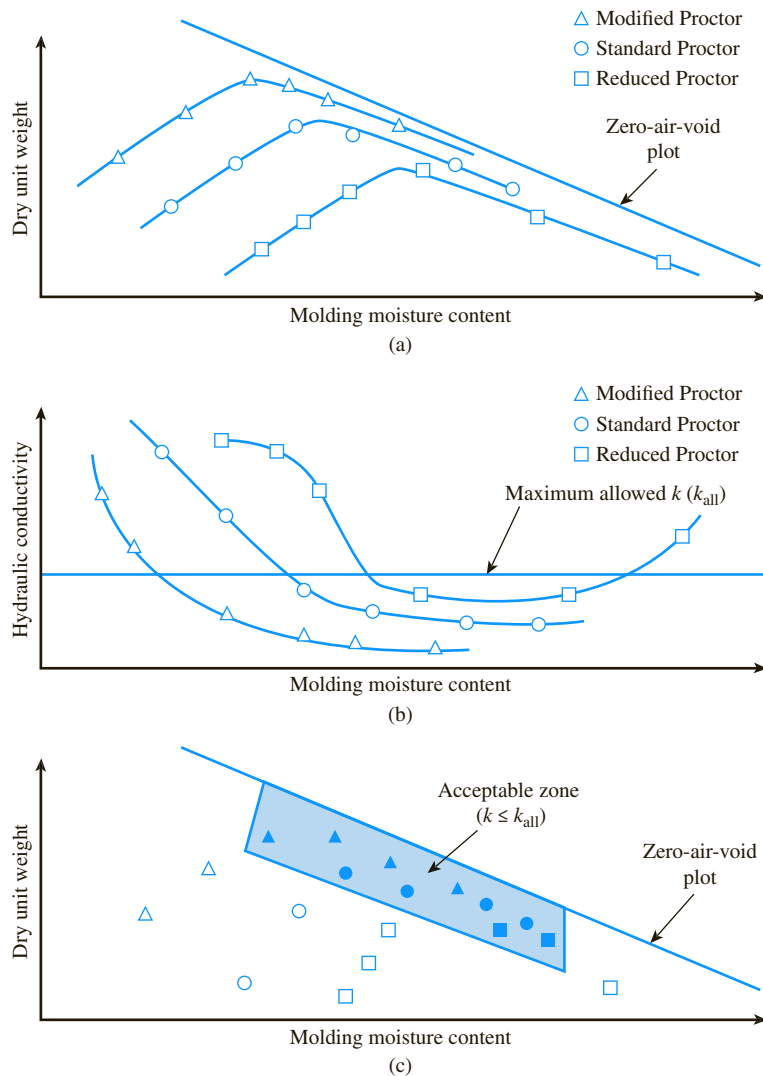 Modified Proctor
Standard Proctor
Reduced Proctor
Zero-air-void
plot
Dry unit weight
Molding moisture content
(a)
Modified Proctor
Standard Proctor
Reduced Proctor
Maximum allowed k (k_all)
Hydraulic conductivity
Molding moisture content
(b)
Acceptable zone
(k ≤ k_all)
Zero-air-void
plot
Dry unit weight
Molding moisture content
(c)